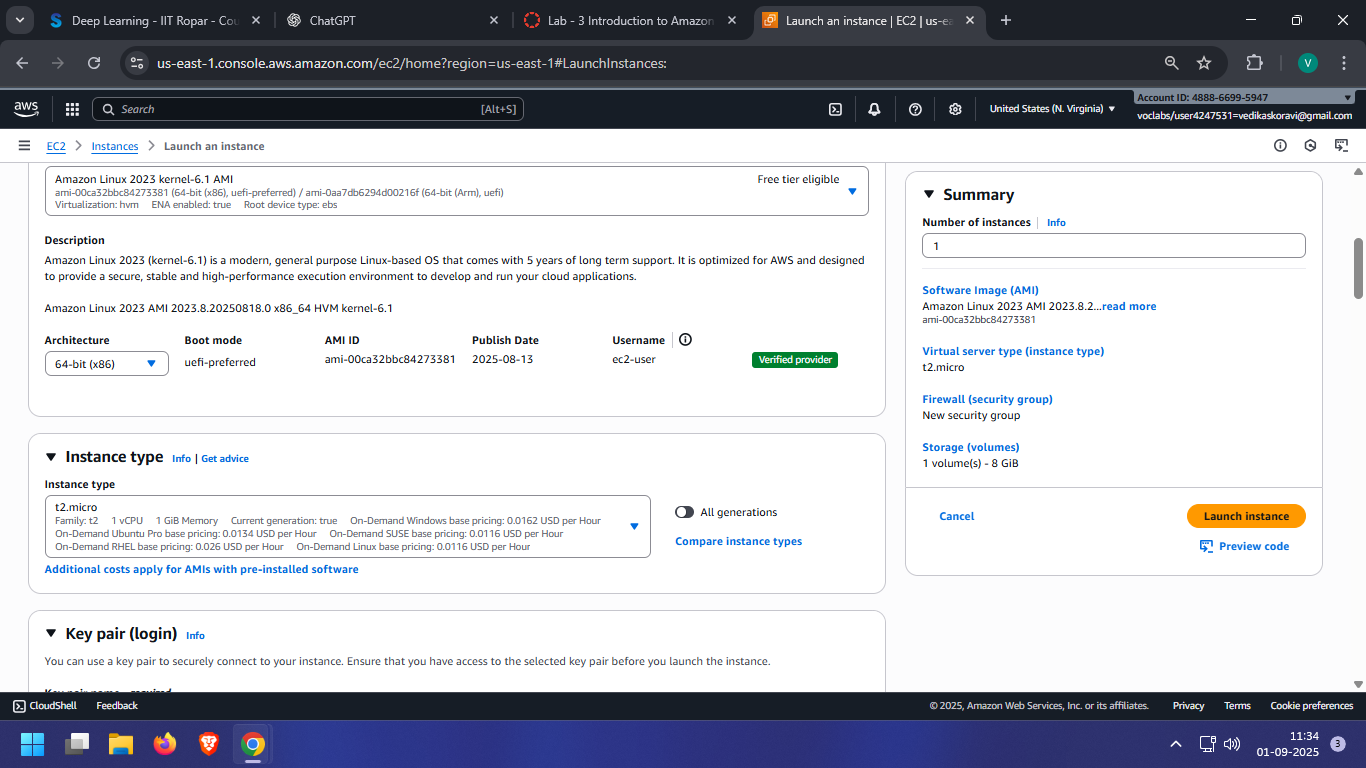 Deep Learning - IIT Ropar - Cou
ChatGPT
Lab - 3 Introduction to Amazon
Launch an instance | EC2 | us-ea
us-east-1.console.aws.amazon.com/ec2/home?region=us-east-1#LaunchInstances:
V
aws
Search
[Alt+S]
United States (N. Virginia)
Account ID: 4888-6699-5947
voclabs/user4247531=vedikaskoravi@gmail.com
EC2
Instances
Launch an instance
Amazon Linux 2023 kernel-6.1 AMI
Free tier eligible
ami-00ca32bbc84273381 (64-bit (x86), uefi-preferred) / ami-0aa7db6294d00216f (64-bit (Arm), uefi)
Virtualization: hvm ENA enabled: true Root device type: ebs
Description
Amazon Linux 2023 (kernel-6.1) is a modern, general purpose Linux-based OS that comes with 5 years of long term support. It is optimized for AWS and designed
to provide a secure, stable and high-performance execution environment to develop and run your cloud applications.
Amazon Linux 2023 AMI 2023.8.20250818.0 x86_64 HVM kernel-6.1
Architecture Boot mode AMI ID Publish Date Username
64-bit (x86) uefi-preferred ami-00ca32bbc84273381 2025-08-13 ec2-user Verified provider
Instance type Info | Get advice
Instance type
t2.micro
Family: t2 1 vCPU 1 GiB Memory Current generation: true On-Demand Windows base pricing: 0.0162 USD per Hour
On-Demand Ubuntu Pro base pricing: 0.0134 USD per Hour On-Demand SUSE base pricing: 0.0116 USD per Hour
On-Demand RHEL base pricing: 0.026 USD per Hour On-Demand Linux base pricing: 0.0116 USD per Hour
All generations
Compare instance types
Additional costs apply for AMIs with pre-installed software
Key pair (login) Info
You can use a key pair to securely connect to your instance. Ensure that you have access to the selected key pair before you launch the instance.
Key pair name - required
Summary
Number of instances Info
1
Software Image (AMI)
Amazon Linux 2023 AMI 2023.8.2...read more
ami-00ca32bbc84273381
Virtual server type (instance type)
t2.micro
Firewall (security group)
New security group
Storage (volumes)
1 volume(s) - 8 GiB
Cancel
Launch instance
Preview code
CloudShell Feedback
© 2025, Amazon Web Services, Inc. or its affiliates. Privacy Terms Cookie preferences
11:34
01-09-2025
3